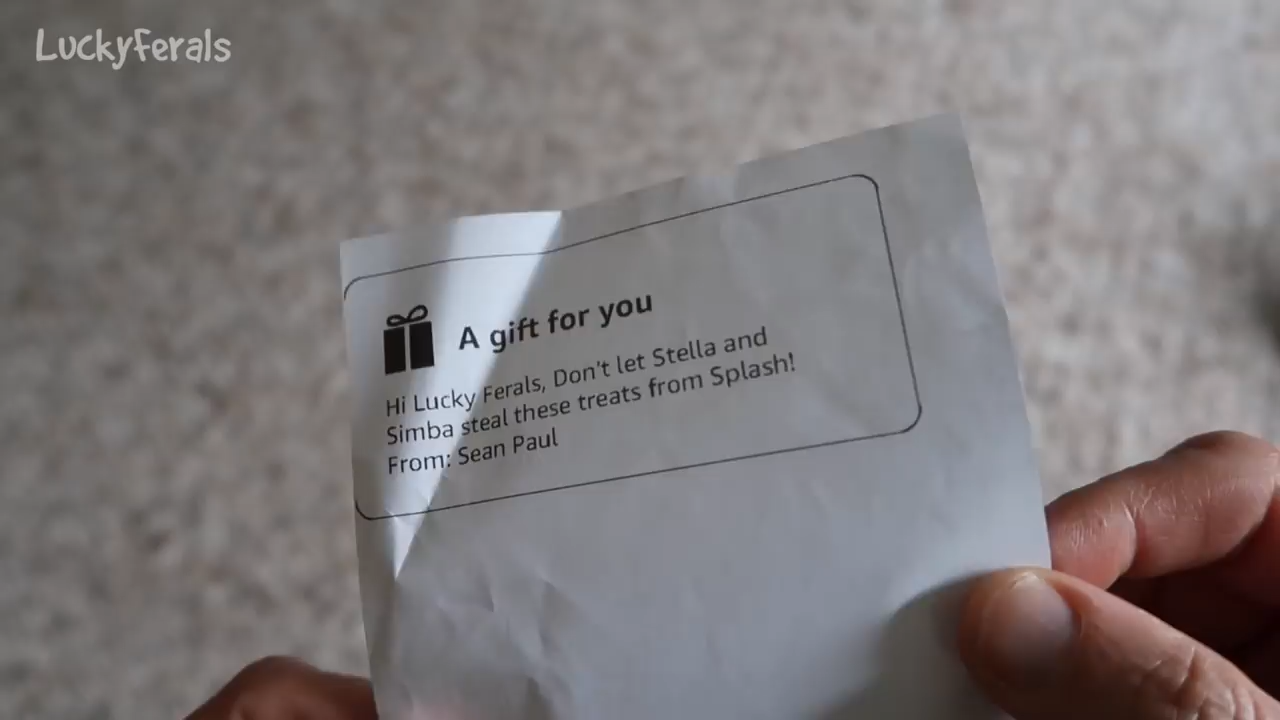 LuckyFerals
A gift for you
Hi Lucky Ferals, Don't let Stella and
Simba steal these treats from Splash!
From: Sean Paul